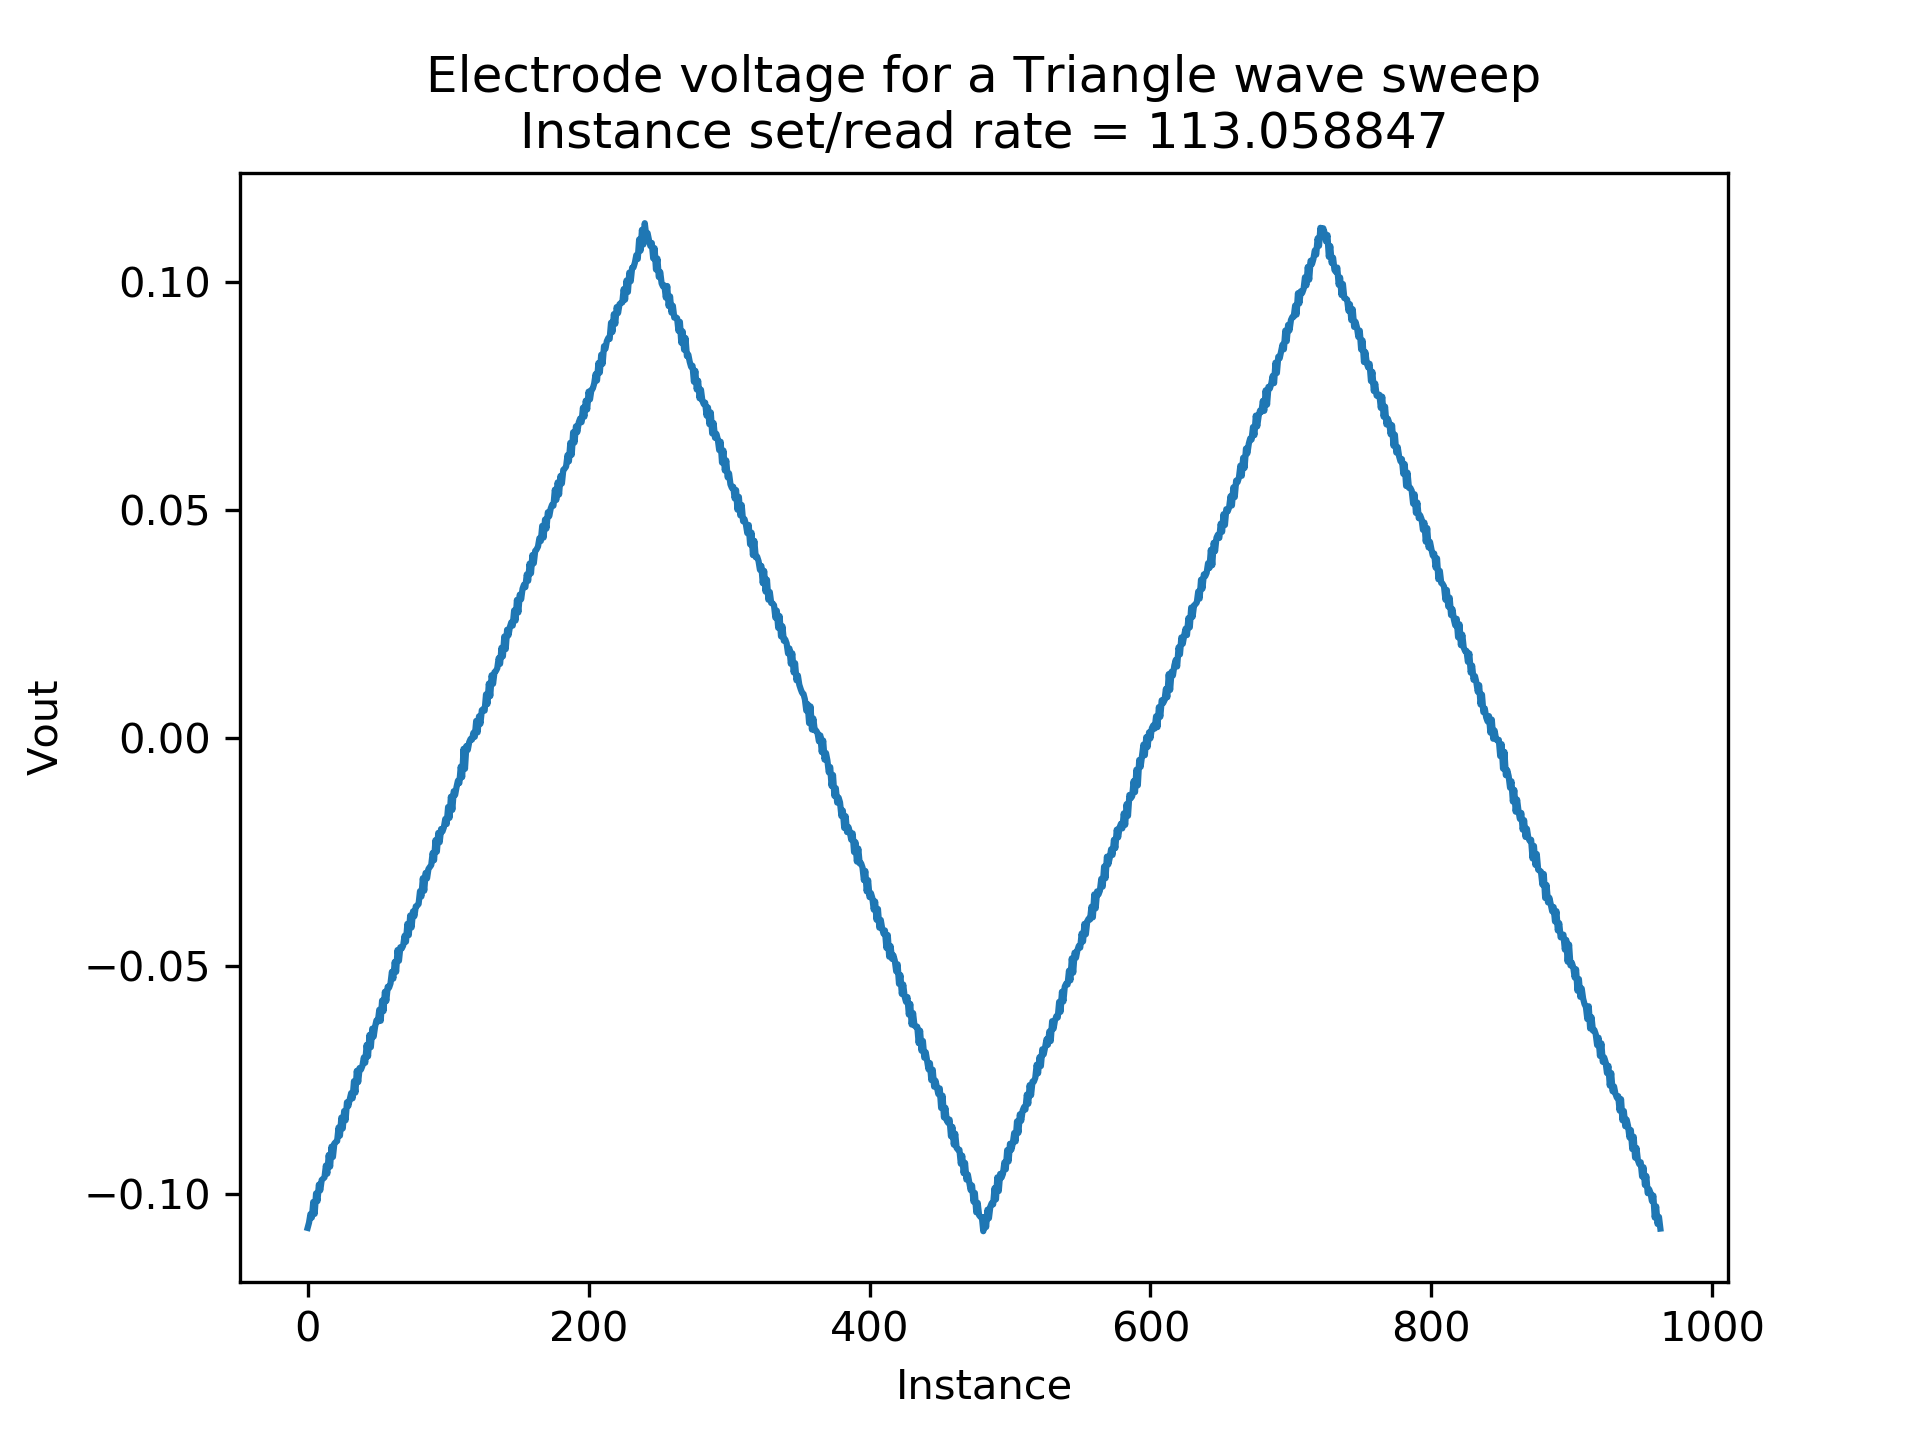 Electrode voltage for a Triangle wave sweep
Instance set/read rate = 113.058847
0.10
0.05
0.00
−0.05
−0.10
Vout
0 200 400 600 800 1000
Instance